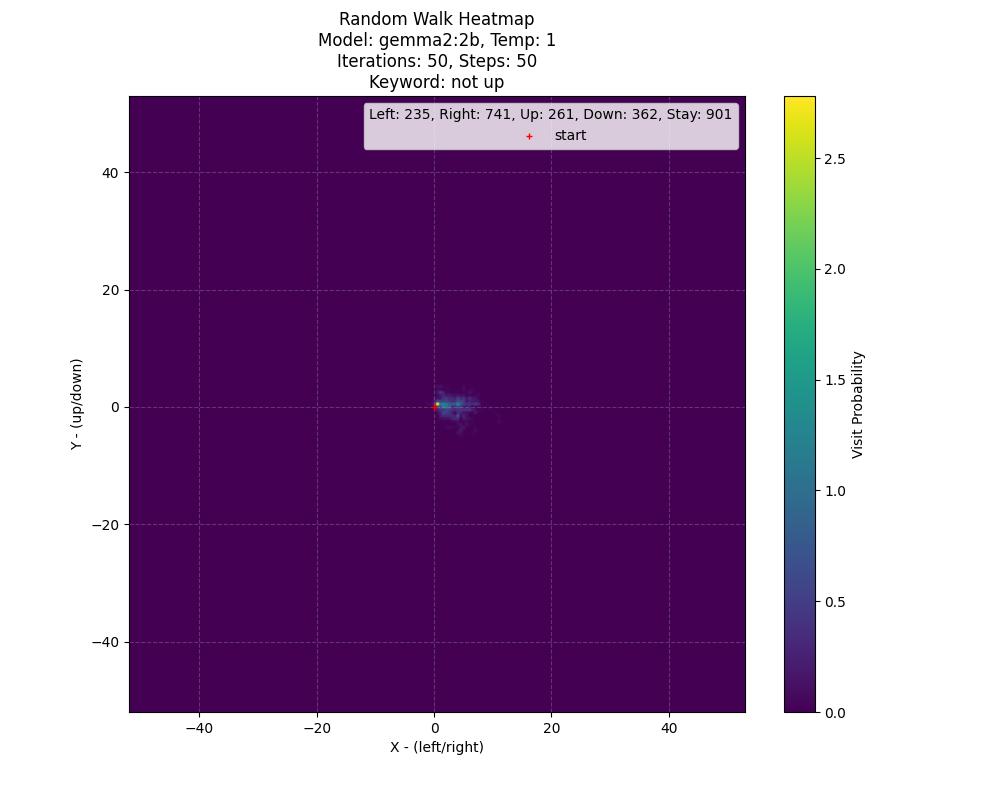 Random Walk Heatmap
Model: gemma2:2b, Temp: 1
Iterations: 50, Steps: 50
Keyword: not up
Left: 235, Right: 741, Up: 261, Down: 362, Stay: 901
start
40
20
0
−20
−40
Y - (up/down)
−40
−20
0
20
40
X - (left/right)
2.5
2.0
1.5
1.0
0.5
0.0
Visit Probability